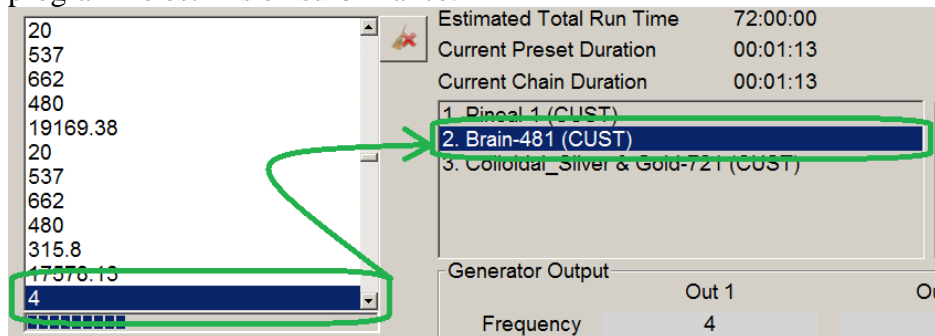 20
537
662
480
19169.38
20
537
662
480
315.8
17578.13
4
Estimated Total Run Time 72:00:00
Current Preset Duration 00:01:13
Current Chain Duration 00:01:13
1. Pineal-1 (CUST)
2. Brain-481 (CUST)
3. Colloidal_Silver & Gold-721 (CUST)
Generator Output
Out 1
Frequency 4